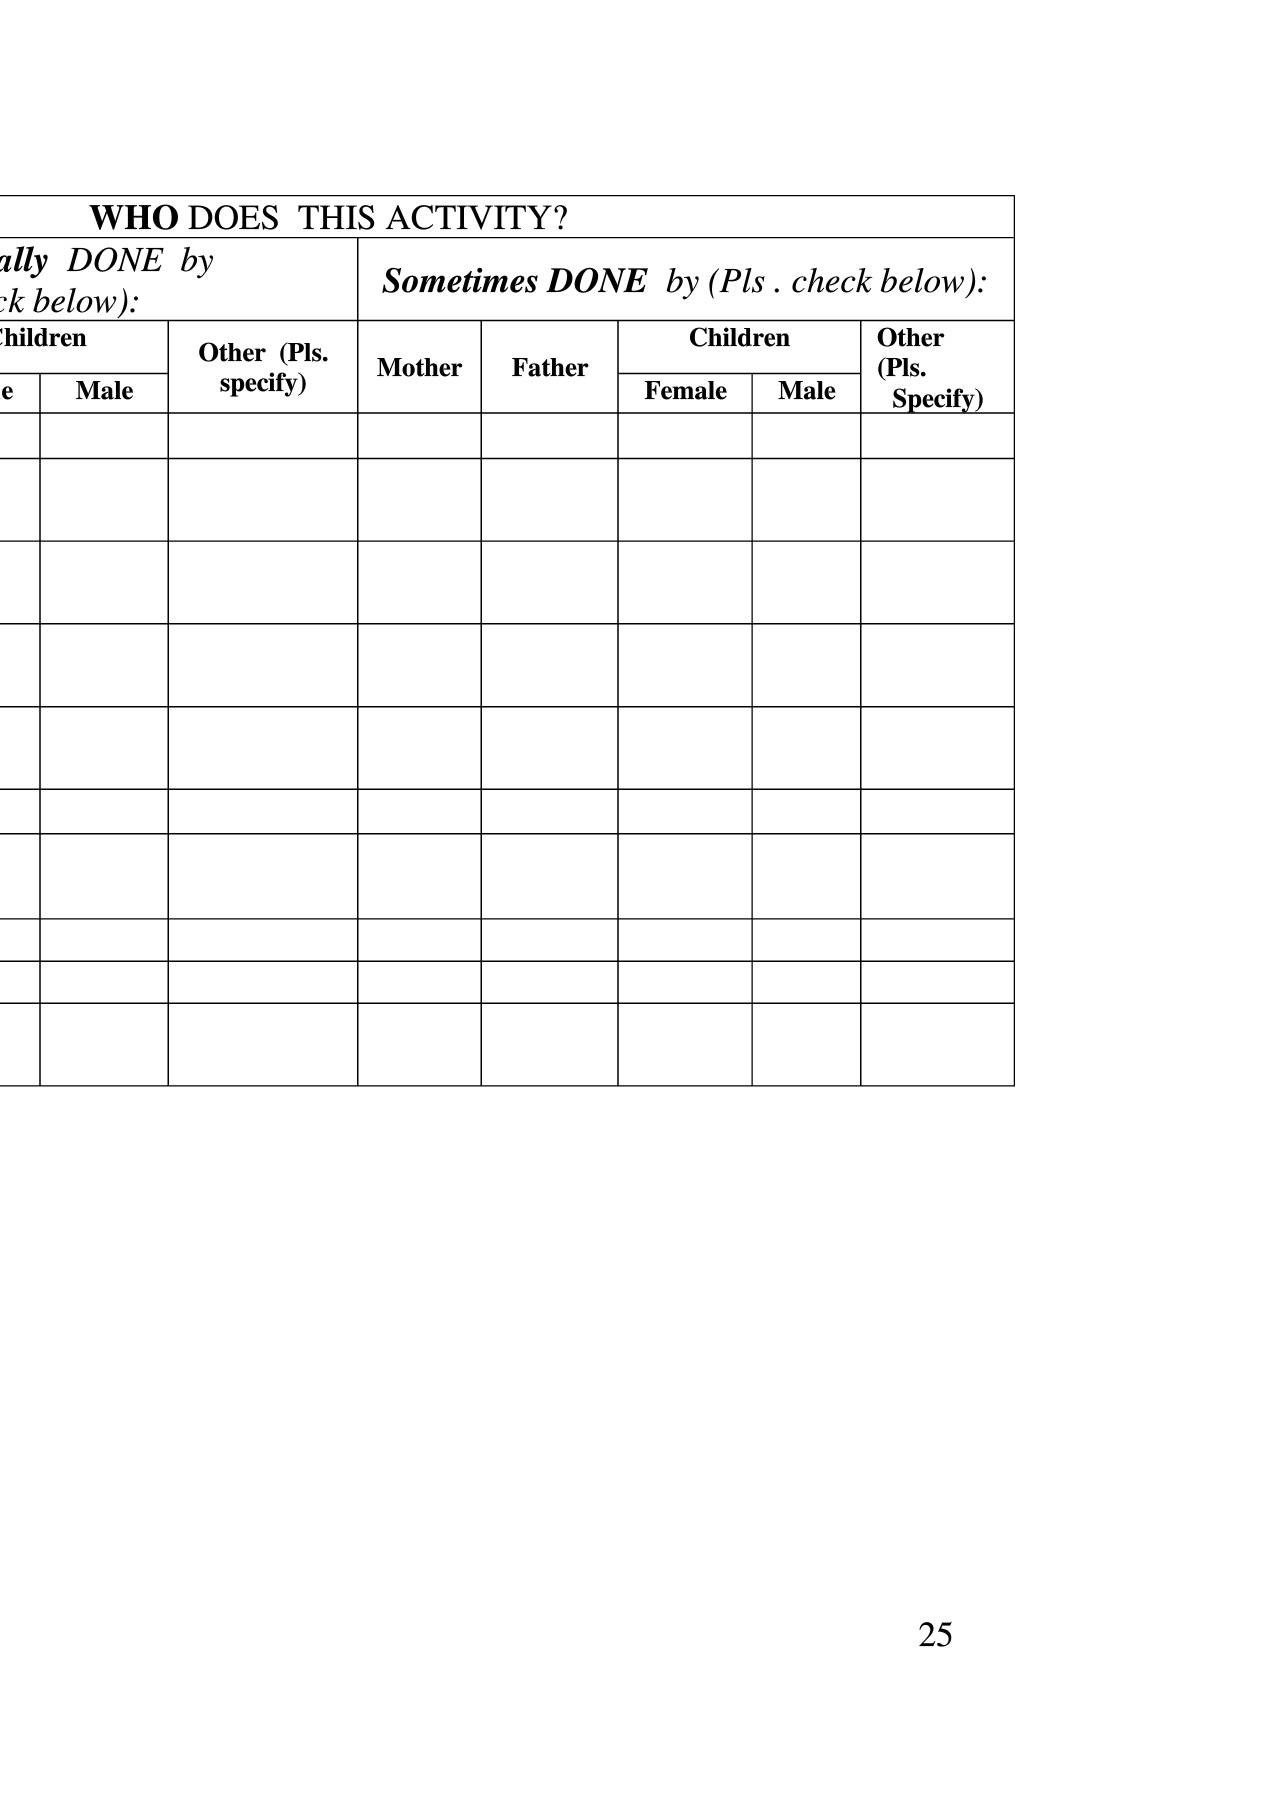 WHO DOES  THIS ACTIVITY?
ally  DONE  by
ck below):
Sometimes DONE  by (Pls . check below):
Children
Other  (Pls.
specify)
Mother
Father
Children
Other
(Pls.
Specify)
e
Male
Female
Male
25